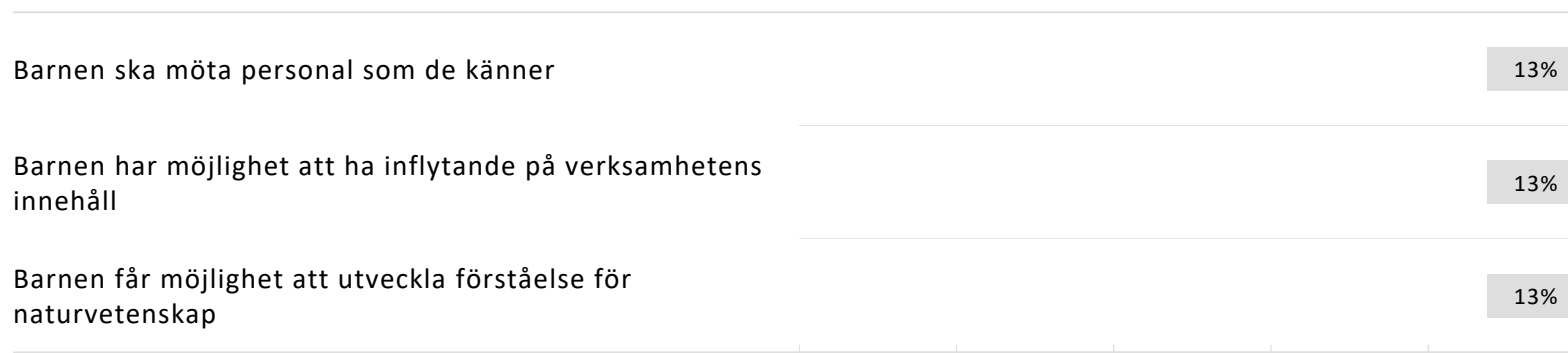 Barnen ska möta personal som de känner
13%
Barnen har möjlighet att ha inflytande på verksamhetens
innehåll
13%
Barnen får möjlighet att utveckla förståelse för
naturvetenskap
13%